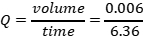 Q = volume/time = 0.006/6.36